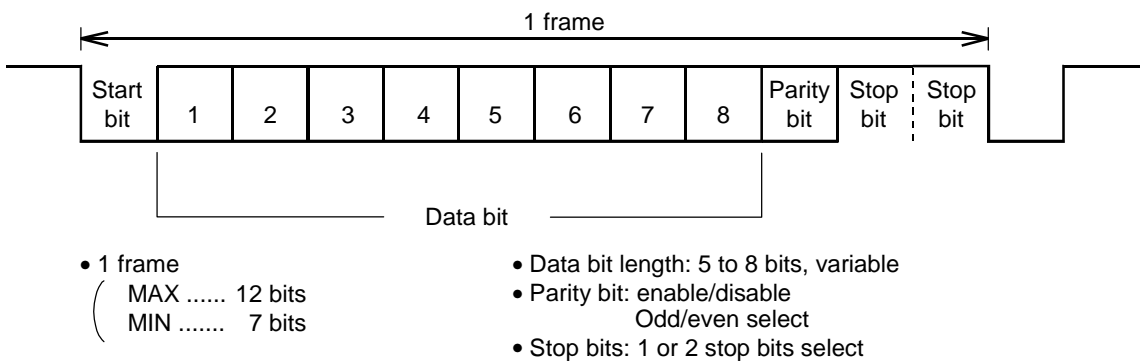 1 frame
Start bit 1 2 3 4 5 6 7 8 Parity bit Stop bit Stop bit
Data bit
• 1 frame
MAX ...... 12 bits
MIN ....... 7 bits
• Data bit length: 5 to 8 bits, variable
• Parity bit: enable/disable
Odd/even select
• Stop bits: 1 or 2 stop bits select